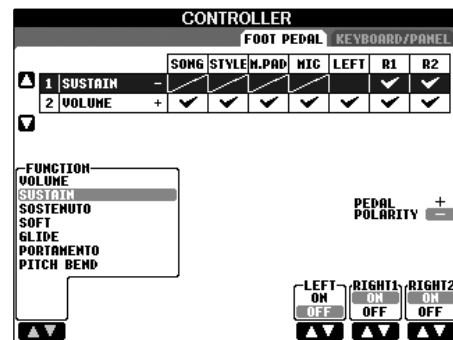 CONTROLLER
FOOT PEDAL KEYBOARD/PANEL
SONG STYLE M.PAD MIC LEFT R1 R2
1 SUSTAIN -
2 VOLUME +
FUNCTION
VOLUME
SUSTAIN
SOSTENUTO
SOFT
GLIDE
PORTAMENTO
PITCH BEND
PEDAL +
POLARITY -
LEFT RIGHT1 RIGHT2
ON ON ON
OFF OFF OFF